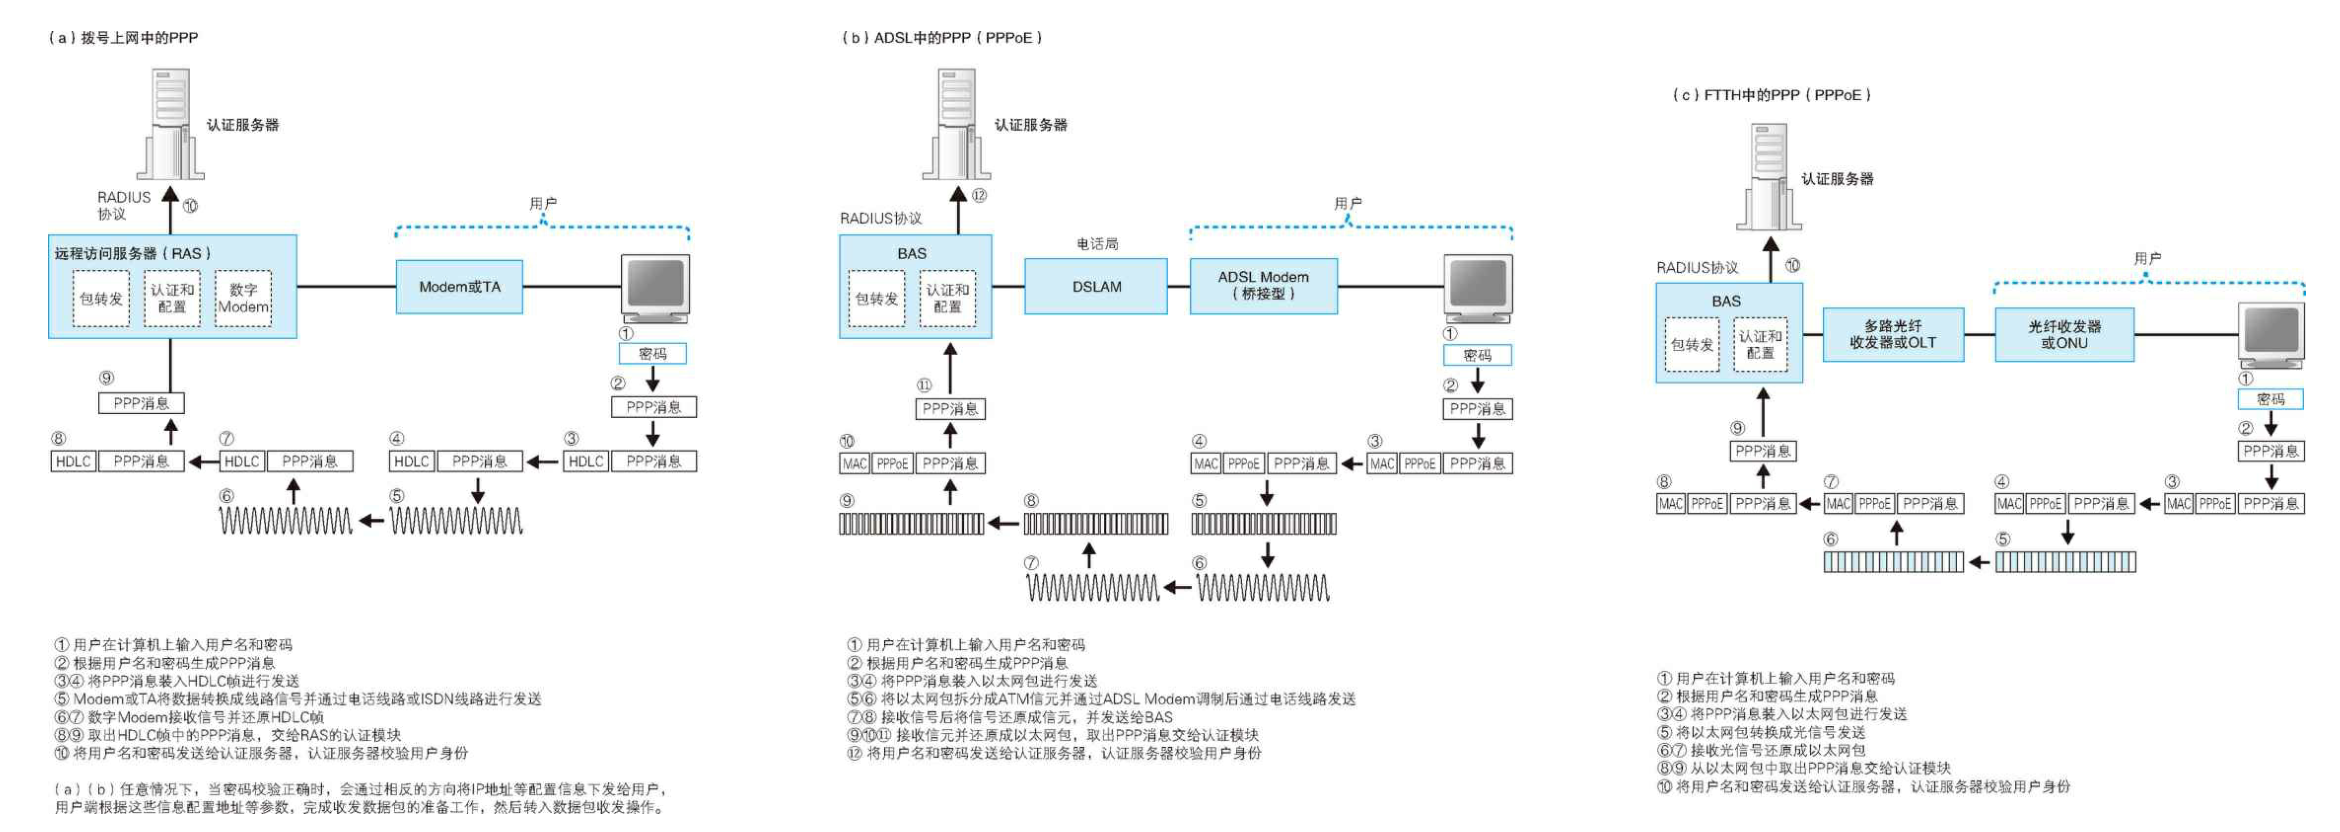 (a)拨号上网中的PPP
认证服务器
RADIUS
协议
⑩
用户
远程访问服务器(RAS)
包转发
认证和
配置
数字
Modem
Modem或TA
①
密码
⑨
②
PPP消息
PPP消息
⑧
⑦
④
③
HDLC PPP消息
HDLC PPP消息
HDLC PPP消息
HDLC PPP消息
⑥
⑤
①用户在计算机上输入用户名和密码
②根据用户名和密码生成PPP消息
③④将PPP消息装入HDLC帧进行发送
⑤Modem或TA将数据转换成线路信号并通过电话线路或ISDN线路进行发送
⑥⑦数字Modem接收信号并还原HDLC帧
⑧⑨取出HDLC帧中的PPP消息，交给RAS的认证模块
⑩将用户名和密码发送给认证服务器，认证服务器校验用户身份
(a)(b)任意情况下，当密码校验正确时，会通过相反的方向将IP地址等配置信息下发给用户，
用户端根据这些信息配置地址等参数，完成收发数据包的准备工作，然后转入数据包收发操作。
(b)ADSL中的PPP(PPPoE)
认证服务器
⑫
RADIUS协议
用户
电话局
BAS
包转发
认证和
配置
DSLAM
ADSL Modem
(桥接型)
①
密码
⑪
②
PPP消息
PPP消息
⑩
④
③
MAC PPPoE PPP消息
MAC PPPoE PPP消息
MAC PPPoE PPP消息
⑨
⑧
⑤
⑦
⑥
①用户在计算机上输入用户名和密码
②根据用户名和密码生成PPP消息
③④将PPP消息装入以太网包进行发送
⑤⑥将以太网包拆分成ATM信元并通过ADSL Modem调制后通过电话线路发送
⑦⑧接收信号后将信号还原成信元，并发送给BAS
⑨⑩⑪接收信元并还原成以太网包，取出PPP消息交给认证模块
⑫将用户名和密码发送给认证服务器，认证服务器校验用户身份
(c)FTTH中的PPP(PPPoE)
认证服务器
RADIUS协议
⑩
用户
BAS
包转发
认证和
配置
多路光纤
收发器或OLT
光纤收发器
或ONU
①
密码
⑨
②
PPP消息
PPP消息
⑧
⑦
④
③
MAC PPPoE PPP消息
MAC PPPoE PPP消息
MAC PPPoE PPP消息
MAC PPPoE PPP消息
⑥
⑤
①用户在计算机上输入用户名和密码
②根据用户名和密码生成PPP消息
③④将PPP消息装入以太网包进行发送
⑤将以太网包转换成光信号发送
⑥⑦接收光信号还原成以太网包
⑧⑨从以太网包中取出PPP消息交给认证模块
⑩将用户名和密码发送给认证服务器，认证服务器校验用户身份